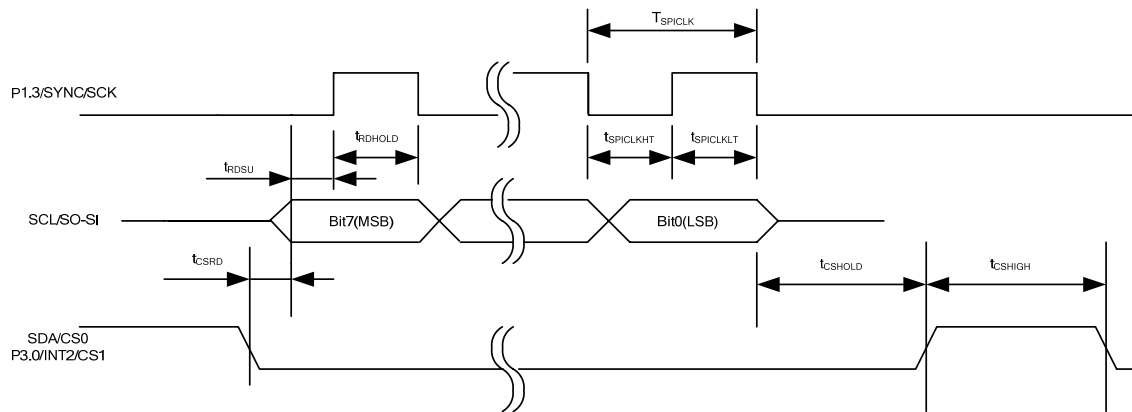 TSPICLK
P1.3/SYNC/SCK
tRDHOLD
tSPICLKHT
tSPICLKLT
tRDSU
SCL/SO-SI
Bit7(MSB)
Bit0(LSB)
tCSRD
tCSHOLD
tCSHIGH
SDA/CS0
P3.0/INT2/CS1